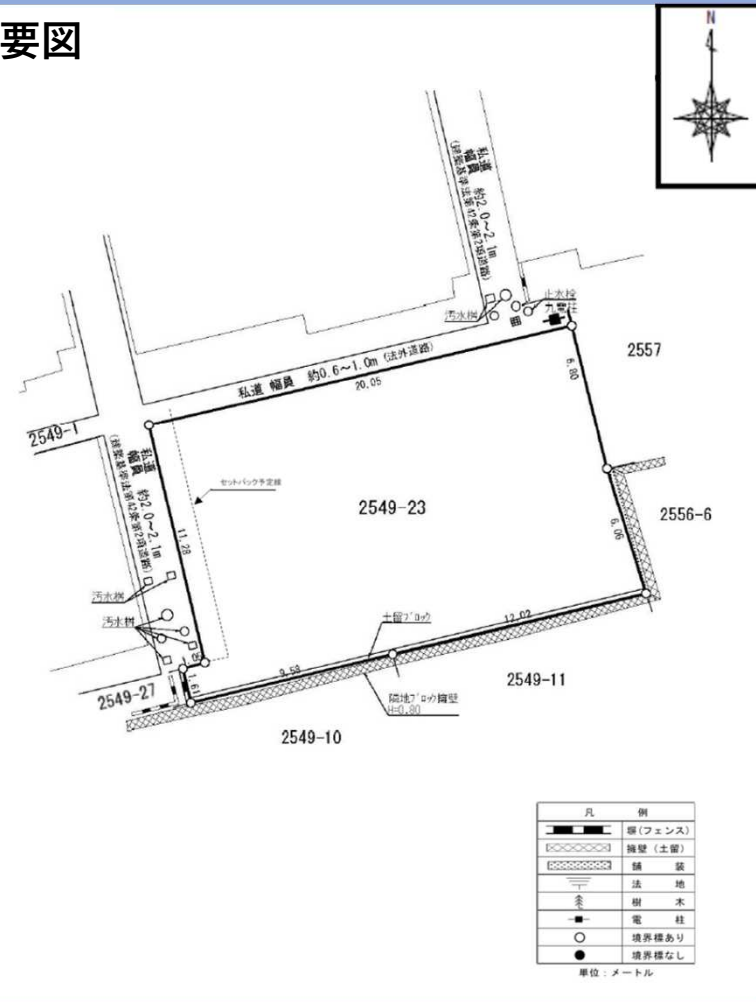 要図
N
私道
幅員 約2.0～2.1m
(建築基準法第42条第2項道路)
止水栓
九電柱
汚水桝
2557
私道 幅員 約0.6～1.0m (法外道路)
20.05
6.80
2549-1
私道
幅員 約2.0～2.1m
(建築基準法第42条第2項道路)
セットバック予定線
2549-23
11.28
2556-6
6.06
汚水桝
汚水桝
土留ブロック
12.02
9.58
1.61
2549-27
隣地ブロック擁壁
H=0.80
2549-11
2549-10
凡 例
塀(フェンス)
擁壁(土留)
舗 装
法 地
樹 木
電 柱
境界標あり
境界標なし
単位：メートル